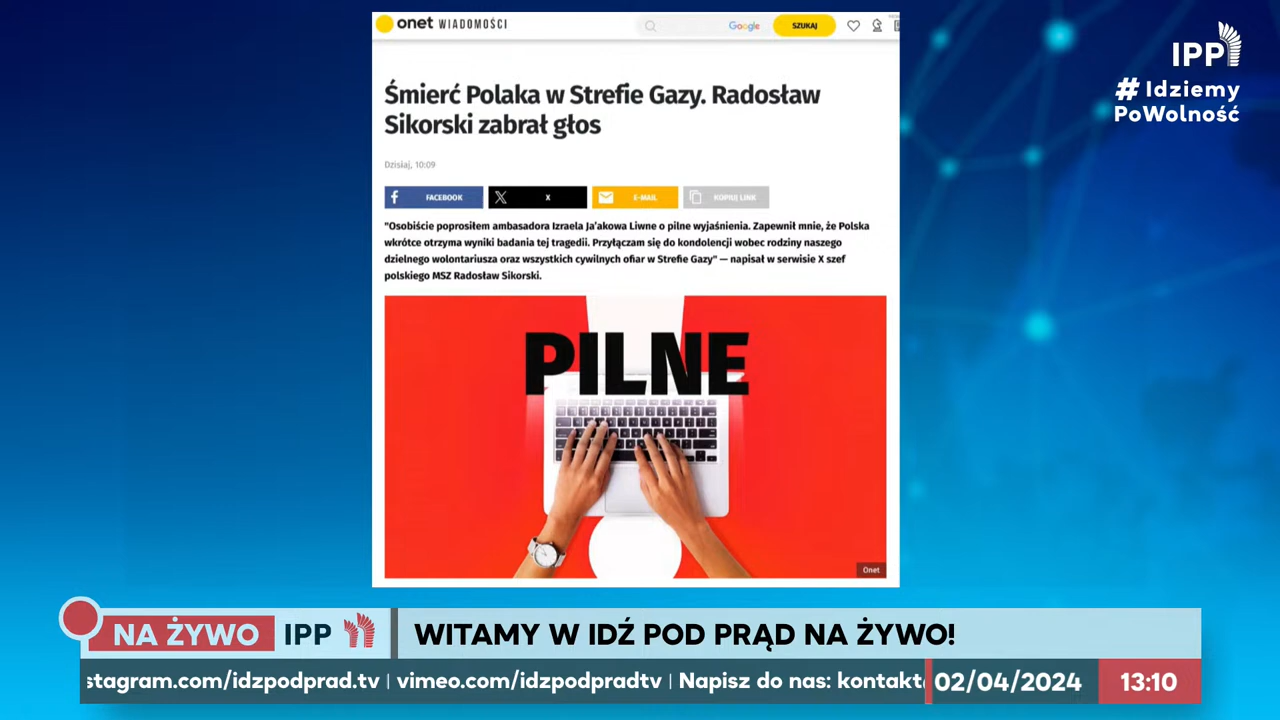 onet WIADOMOŚCI
Google
SZUKAJ
IPP
#Idziemy
PoWolność
Śmierć Polaka w Strefie Gazy. Radosław
Sikorski zabrał głos
Dzisiaj, 10:09
FACEBOOK
X
E-MAIL
KOPIUJ LINK
"Osobiście poprosiłem ambasadora Izraela Ja'akowa Liwne o pilne wyjaśnienia. Zapewnił mnie, że Polska
wkrótce otrzyma wyniki badania tej tragedii. Przyłączam się do kondolencji wobec rodziny naszego
dzielnego wolontariusza oraz wszystkich cywilnych ofiar w Strefie Gazy" — napisał w serwisie X szef
polskiego MSZ Radosław Sikorski.
PILNE
Onet
NA ŻYWO IPP
WITAMY W IDŹ POD PRĄD NA ŻYWO!
stagram.com/idzpodprad.tv | vimeo.com/idzpodpradtv | Napisz do nas: kontakt
02/04/2024
13:10